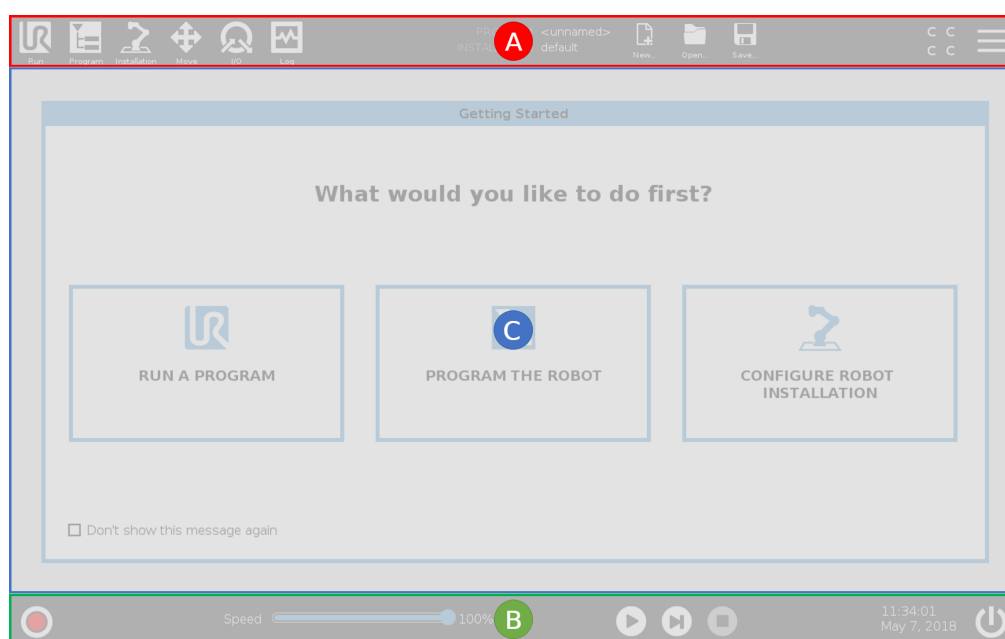 Run Program Installation Move I/O Log
PR
INSTAL
A
<unnamed>
default
New... Open... Save...
C C
C C
Getting Started
What would you like to do first?
C
RUN A PROGRAM
PROGRAM THE ROBOT
CONFIGURE ROBOT
INSTALLATION
Don't show this message again
Speed 100%
B
11:34:01
May 7, 2018